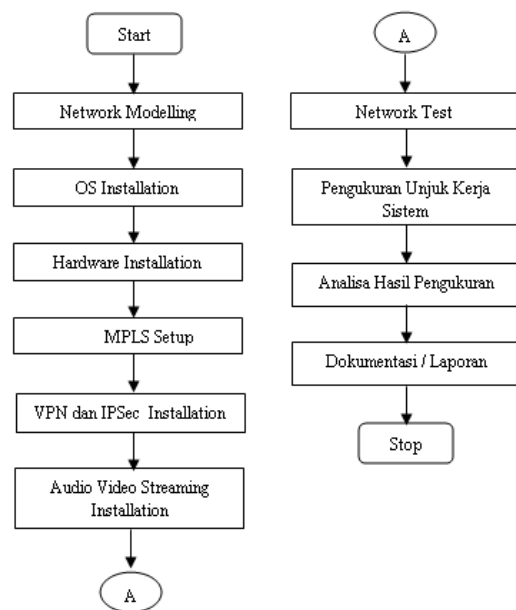 Start
Network Modelling
OS Installation
Hardware Installation
MPLS Setup
VPN dan IPSec Installation
Audio Video Streaming
Installation
A
A
Network Test
Pengukuran Unjuk Kerja
Sistem
Analisa Hasil Pengukuran
Dokumentasi / Laporan
Stop